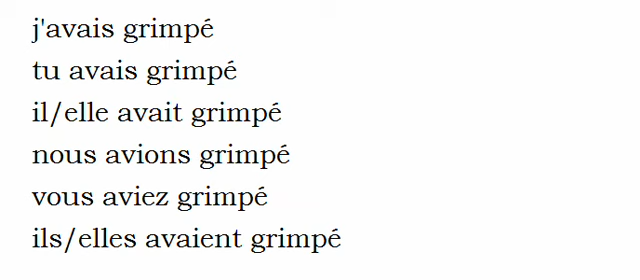 j'avais grimpé
tu avais grimpé
il/elle avait grimpé
nous avions grimpé
vous aviez grimpé
ils/elles avaient grimpé